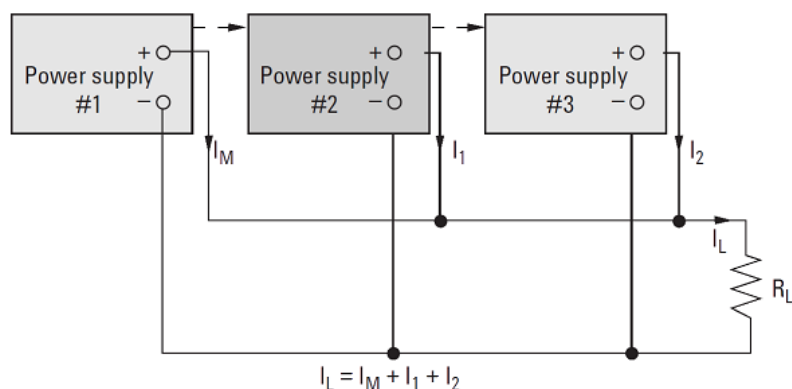 Power supply
#1
+
−
Power supply
#2
+
−
Power supply
#3
+
−
I_M
I_1
I_2
I_L
R_L
I_L = I_M + I_1 + I_2